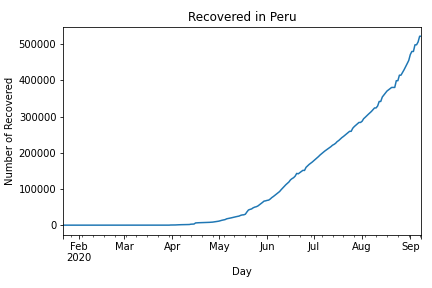 Recovered in Peru
Number of Recovered
500000
400000
300000
200000
100000
0
Feb Mar Apr May Jun Jul Aug Sep
2020
Day